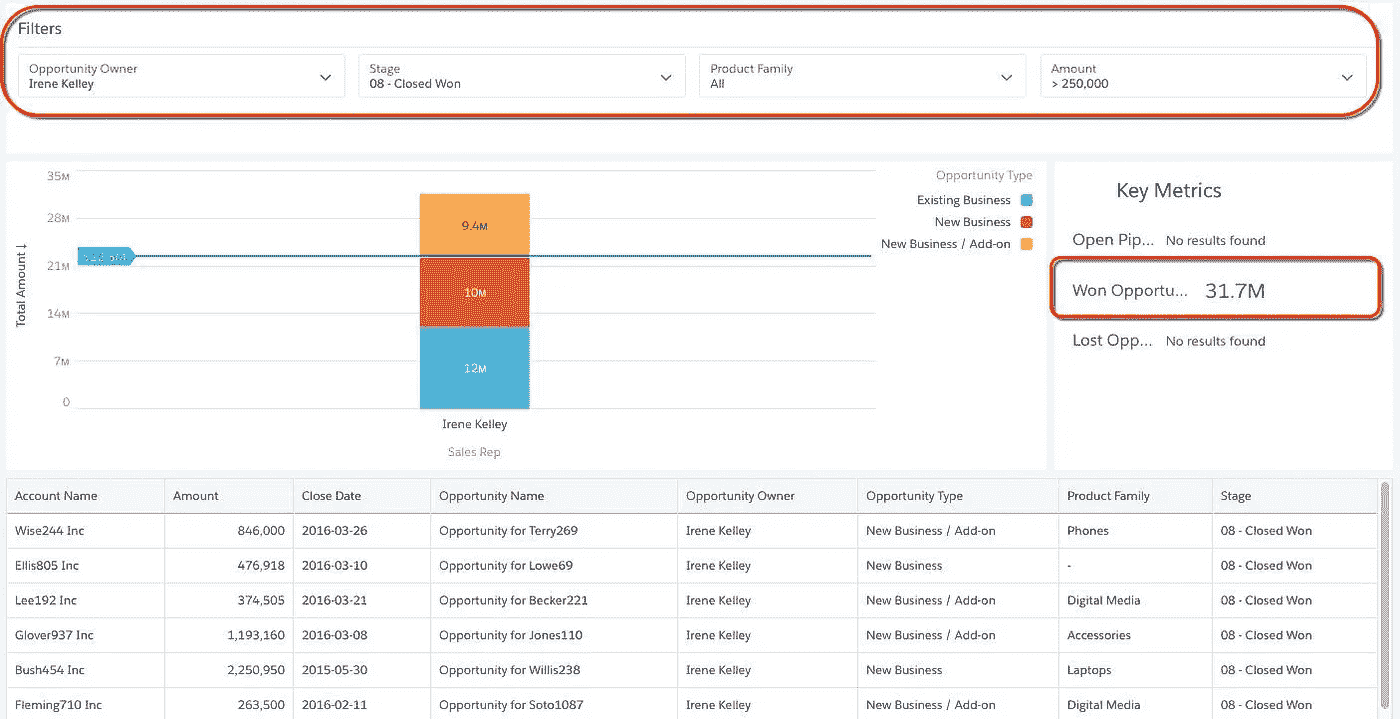 Filters
Opportunity Owner Stage Product Family Amount
Irene Kelley 08 - Closed Won All > 250,000
35M
28M
21M
14M
7M
0
Total Amount ↓
9.4M
10M
12M
Irene Kelley
Sales Rep
Opportunity Type
Existing Business
New Business
New Business / Add-on
Key Metrics
Open Pip... No results found
Won Opportu... 31.7M
Lost Opp... No results found
Account Name Amount Close Date Opportunity Name Opportunity Owner Opportunity Type Product Family Stage
Wise244 Inc 846,000 2016-03-26 Opportunity for Terry269 Irene Kelley New Business / Add-on Phones 08 - Closed Won
Ellis805 Inc 476,918 2016-03-10 Opportunity for Lowe69 Irene Kelley New Business - 08 - Closed Won
Lee192 Inc 374,505 2016-03-21 Opportunity for Becker221 Irene Kelley New Business / Add-on Digital Media 08 - Closed Won
Glover937 Inc 1,193,160 2016-03-08 Opportunity for Jones110 Irene Kelley New Business / Add-on Accessories 08 - Closed Won
Bush454 Inc 2,250,950 2015-05-30 Opportunity for Willis238 Irene Kelley New Business Laptops 08 - Closed Won
Fleming710 Inc 263,500 2016-02-11 Opportunity for Soto1087 Irene Kelley New Business / Add-on Digital Media 08 - Closed Won